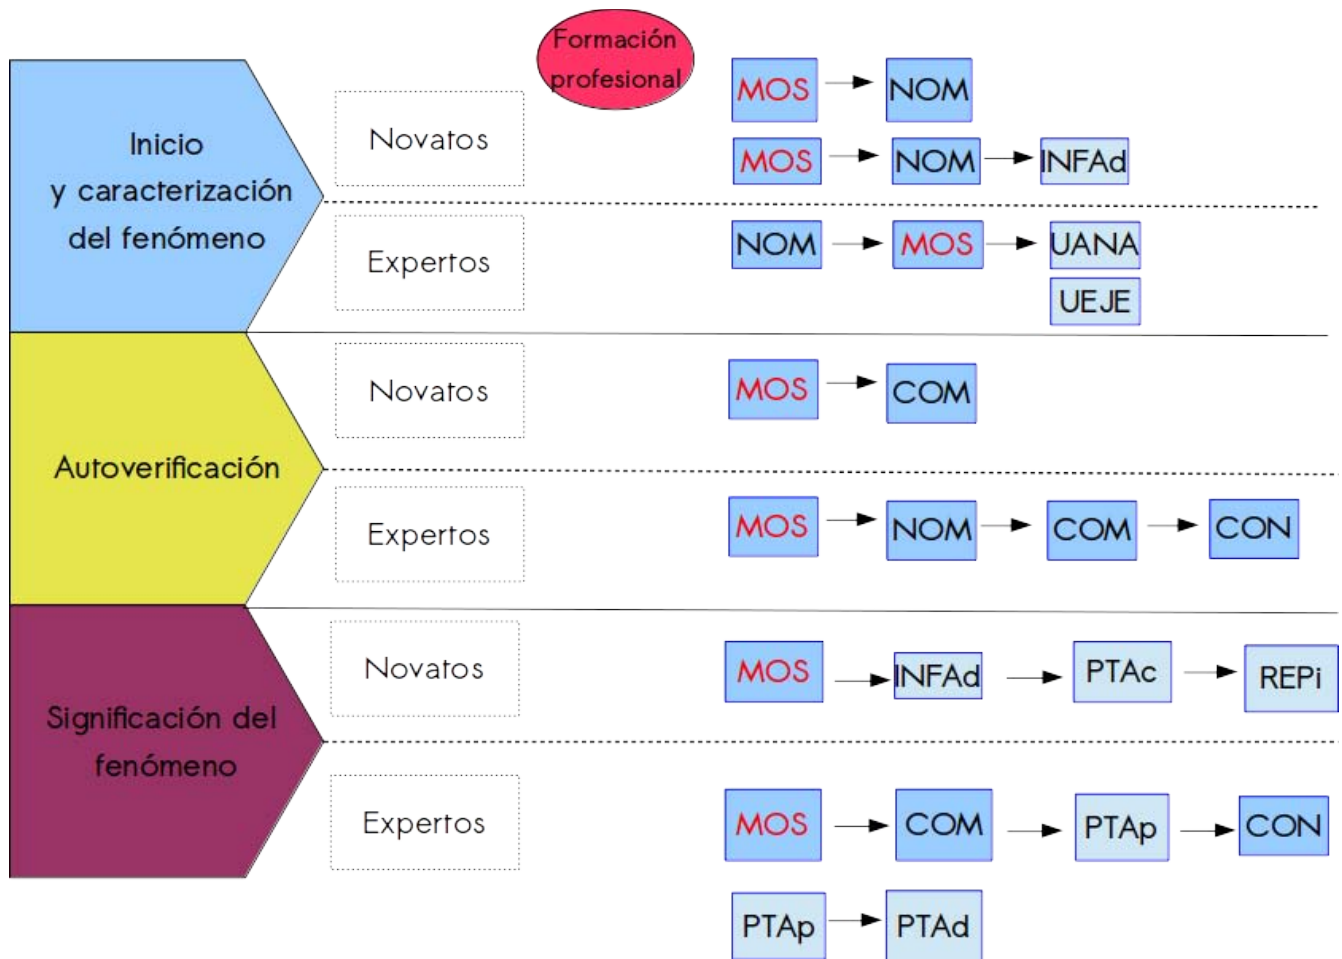 Formación
profesional
Inicio
y caracterización
del fenómeno
Novatos
MOS NOM
MOS NOM INFAd
Expertos
NOM MOS UANA
UEJE
Autoverificación
Novatos
MOS COM
Expertos
MOS NOM COM CON
Significación del
fenómeno
Novatos
MOS INFAd PTAc REPi
Expertos
MOS COM PTAp CON
PTAp PTAd